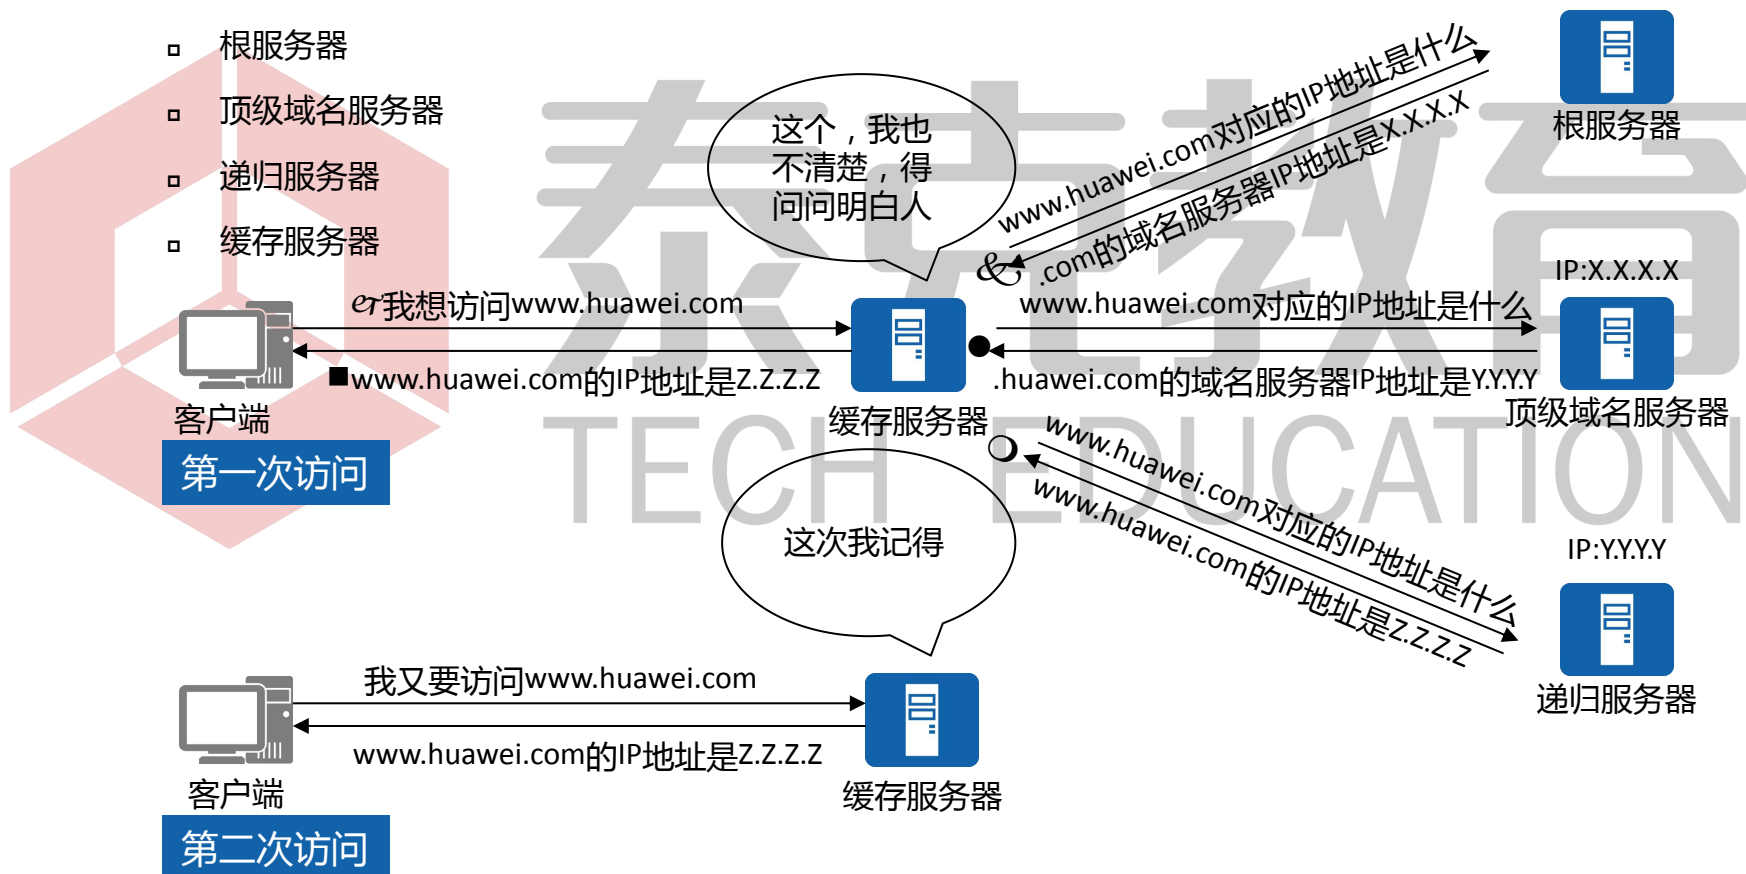 根服务器
顶级域名服务器
递归服务器
缓存服务器
这个，我也
不清楚，得
问问明白人
www.huawei.com对应的IP地址是什么
.com的域名服务器IP地址是X.X.X.X
根服务器
我想访问www.huawei.com
www.huawei.com的IP地址是Z.Z.Z.Z
客户端
第一次访问
缓存服务器
www.huawei.com对应的IP地址是什么
.huawei.com的域名服务器IP地址是Y.Y.Y.Y
IP:X.X.X.X
顶级域名服务器
www.huawei.com对应的IP地址是什么
www.huawei.com的IP地址是Z.Z.Z.Z
IP:Y.Y.Y.Y
递归服务器
这次我记得
我又要访问www.huawei.com
www.huawei.com的IP地址是Z.Z.Z.Z
客户端
第二次访问
缓存服务器
泰克教育
TECH EDUCATION